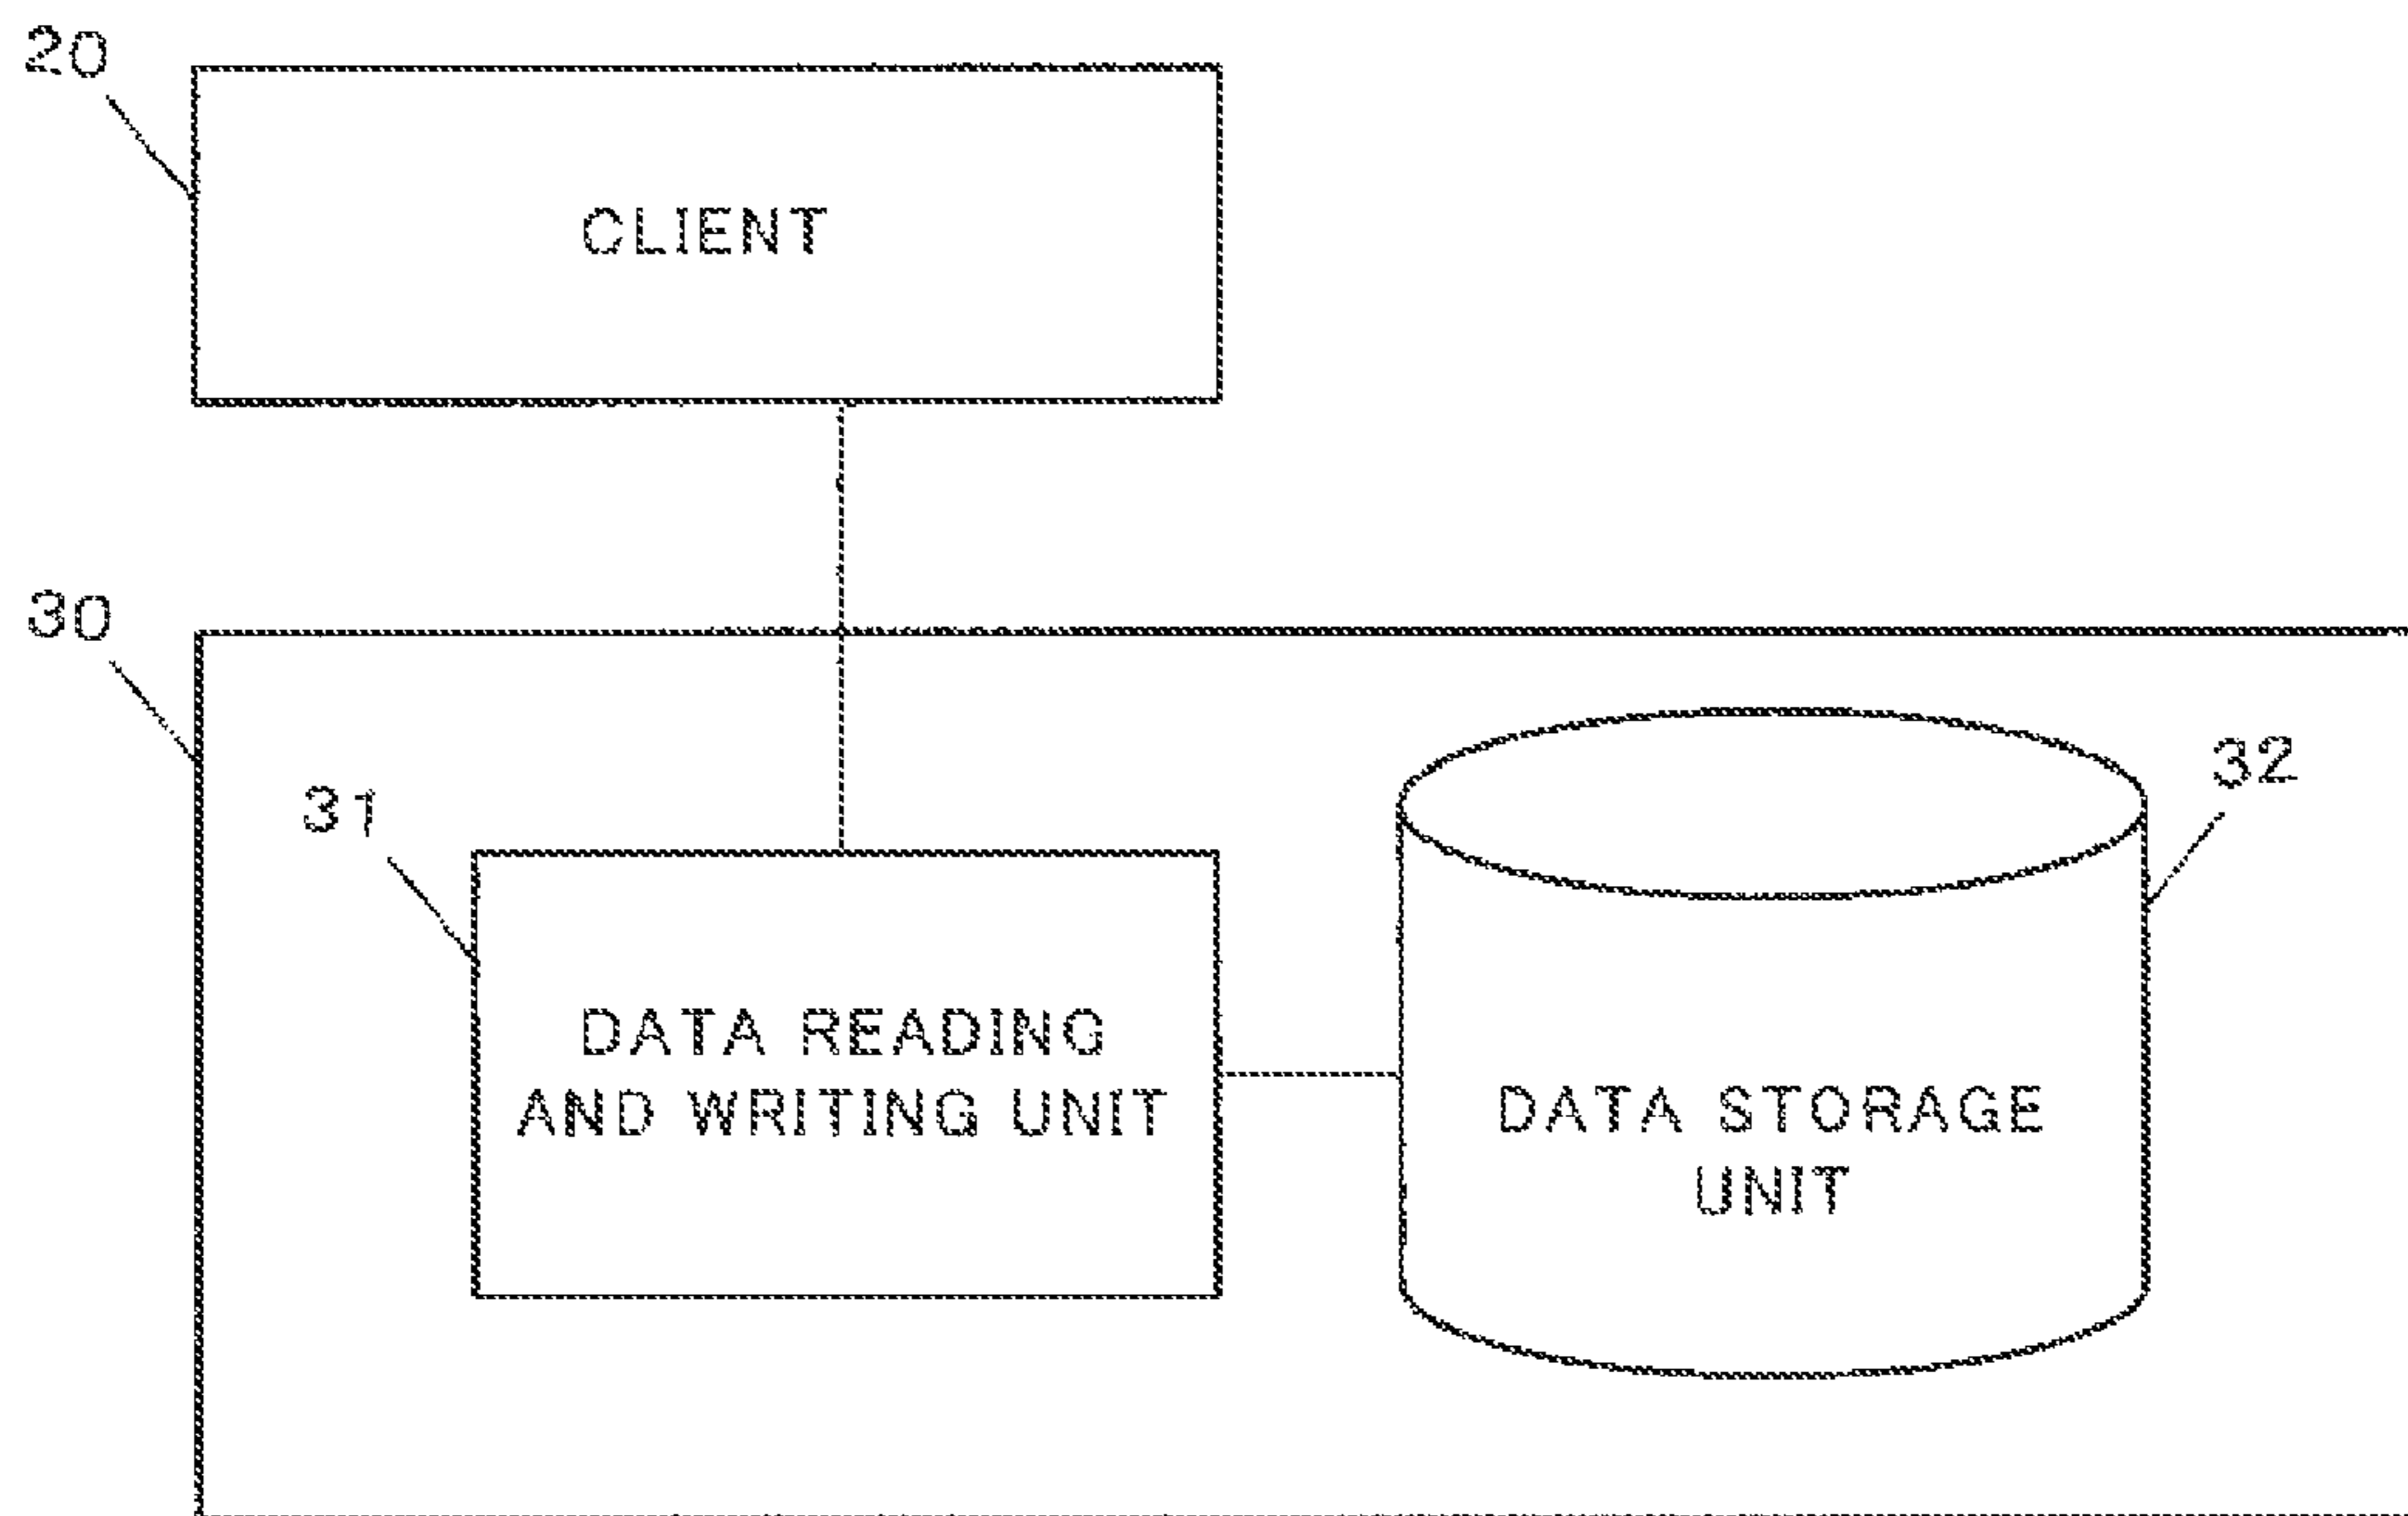 20
CLIENT
30
31
32
DATA READING
AND WRITING UNIT
DATA STORAGE
UNIT